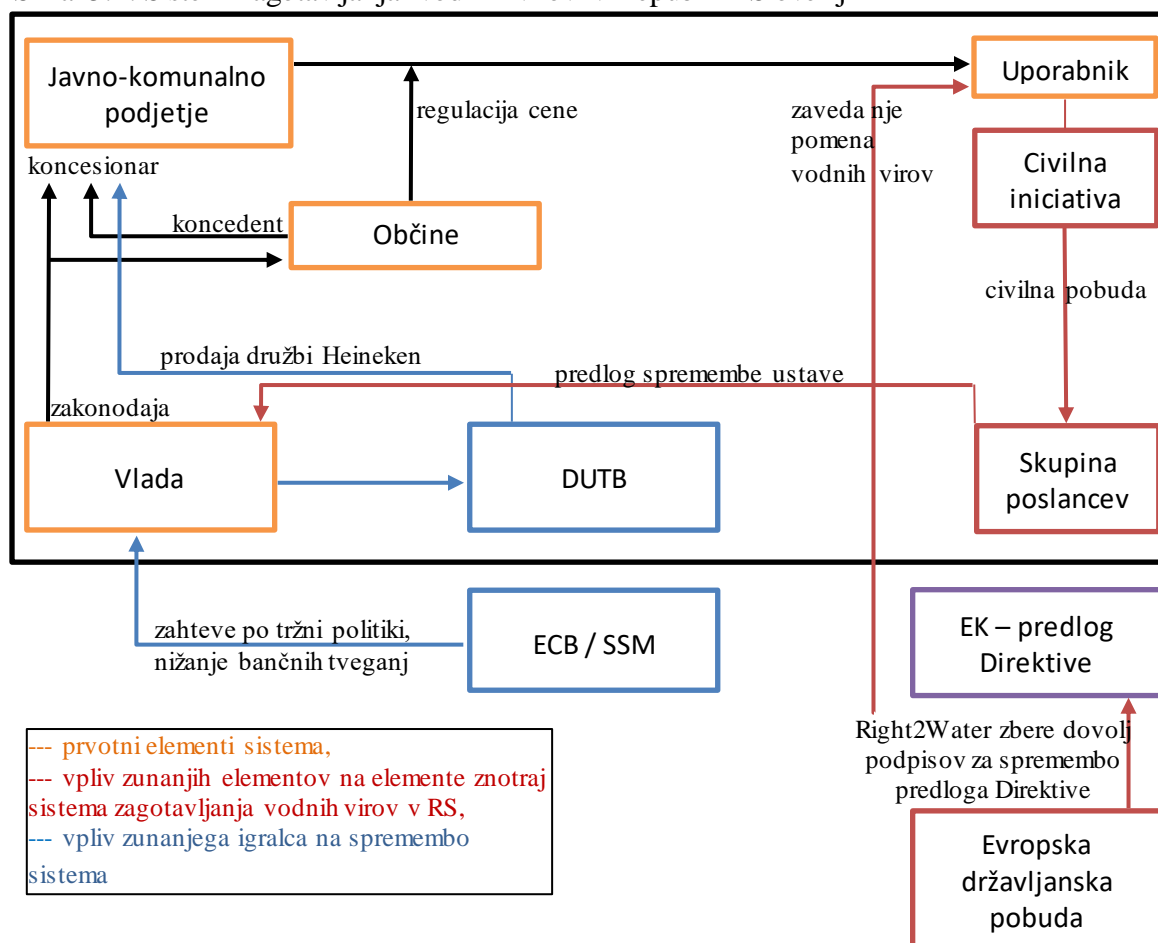 Javno-komunalno
podjetje
Uporabnik
regulacija cene
zavedanje
pomena
vodnih virov
koncesionar
Civilna
iniciativa
koncedent
Občine
civilna pobuda
prodaja družbi Heineken
predlog spremembe ustave
zakonodaja
Vlada
DUTB
Skupina
poslancev
zahteve po tržni politiki,
nižanje bančnih tveganj
ECB / SSM
EK – predlog
Direktive
Right2Water zbere dovolj
podpisov za spremembo
predloga Direktive
--- prvotni elementi sistema,
--- vpliv zunanjih elementov na elemente znotraj
sistema zagotavljanja vodnih virov v RS,
--- vpliv zunanjega igralca na spremembo
sistema
Evropska
državljanska
pobuda